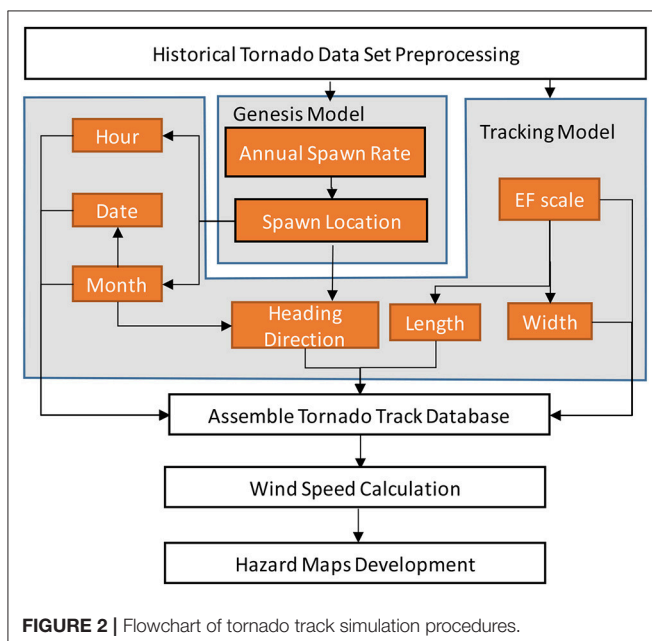 Historical Tornado Data Set Preprocessing
Genesis Model
Hour
Tracking Model
Annual Spawn Rate
Date
Spawn Location
EF scale
Month
Heading
Direction
Length
Width
Assemble Tornado Track Database
Wind Speed Calculation
Hazard Maps Development
FIGURE 2 | Flowchart of tornado track simulation procedures.